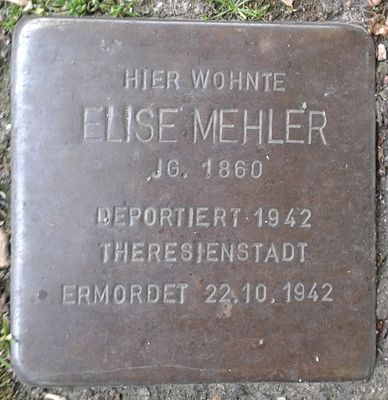 HIER WOHNTE
ELISE MEHLER
JG. 1860
DEPORTIERT 1942
THERESIENSTADT
ERMORDET 22.10.1942